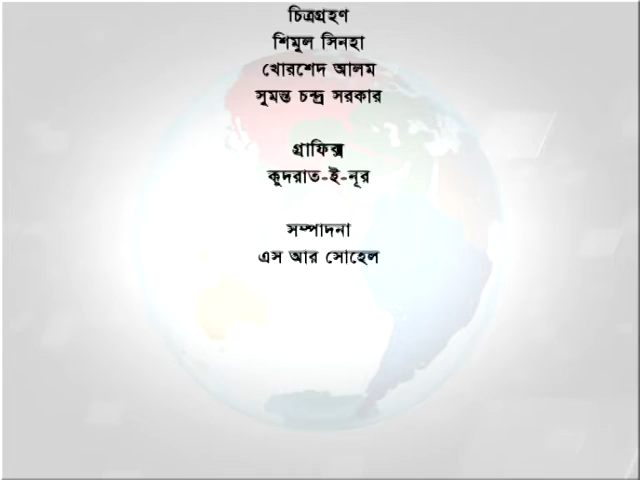 চিত্রগ্রহণ
শিমুল সিনহা
খোরশেদ আলম
সুমন্ত চন্দ্র সরকার
গ্রাফিক্স
কুদরাত-ই-নূর
সম্পাদনা
এস আর সোহেল